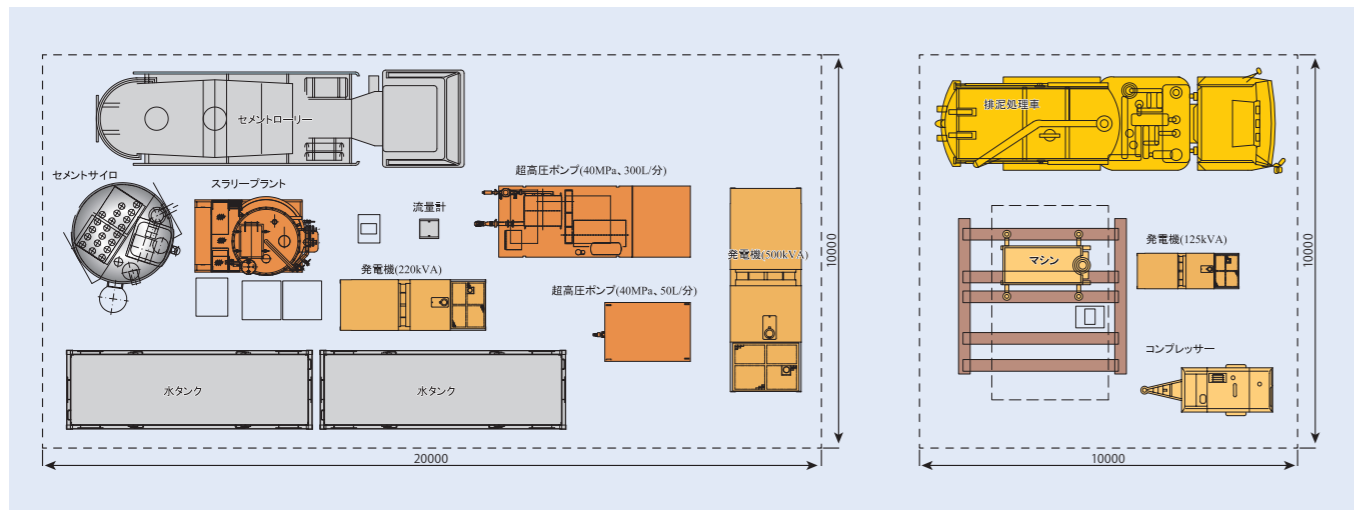 セメントローリー
セメントサイロ
スラリープラント
流量計
超高圧ポンプ(40MPa、300L/分)
発電機(220kVA)
発電機(500kVA)
超高圧ポンプ(40MPa、50L/分)
水タンク
水タンク
10000
20000
排泥処理車
マシン
発電機(125kVA)
コンプレッサー
10000
10000